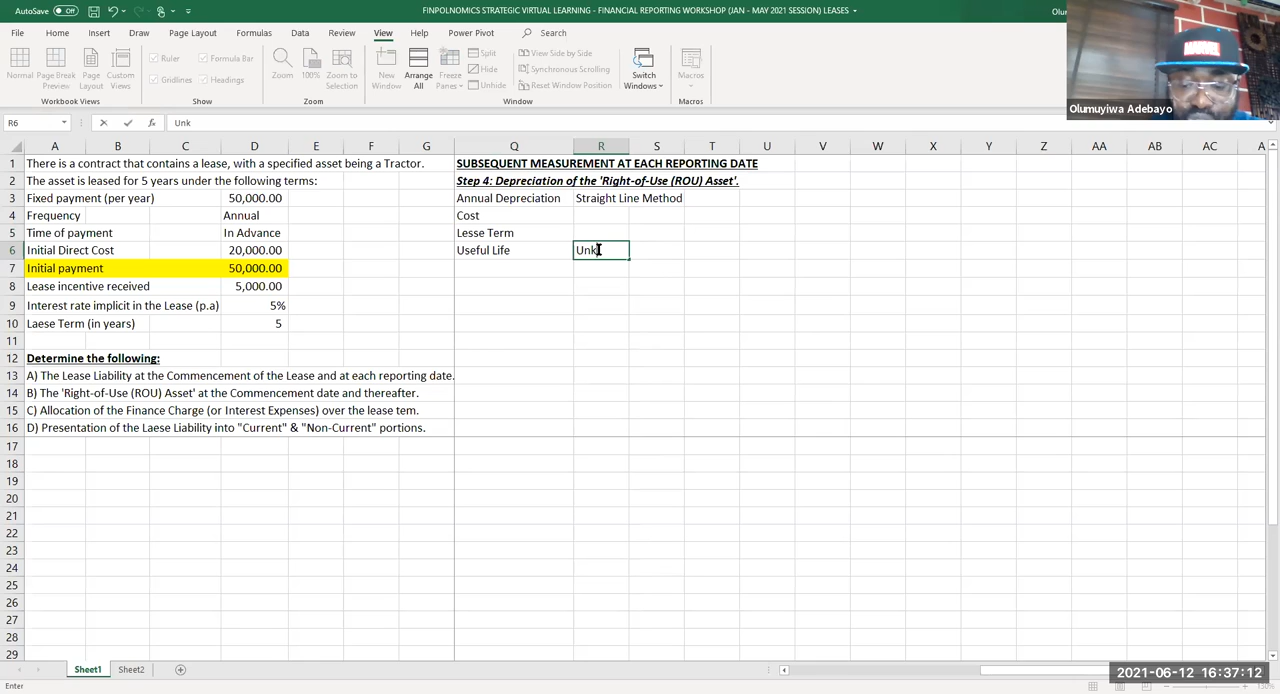 AutoSave Off
FINPOLNOMICS STRATEGIC VIRTUAL LEARNING - FINANCIAL REPORTING WORKSHOP (JAN - MAY 2021 SESSION) LEASES
Olu
File Home Insert Draw Page Layout Formulas Data Review View Help Power Pivot Search
Normal Page Break Preview Page Layout Custom Views
Workbook Views
Ruler Formula Bar
Gridlines Headings
Show
Zoom 100% Zoom to Selection
Zoom
New Window Arrange All Freeze Panes
Split
Hide
Unhide
View Side by Side
Synchronous Scrolling
Reset Window Position
Switch Windows
Window
Macros
Macros
Olumuyiwa Adebayo
R6 fx Unk
A B C D E F G Q R S T U V W X Y Z AA AB AC A
1 There is a contract that contains a lease, with a specified asset being a Tractor. SUBSEQUENT MEASUREMENT AT EACH REPORTING DATE
2 The asset is leased for 5 years under the following terms: Step 4: Depreciation of the 'Right-of-Use (ROU) Asset'.
3 Fixed payment (per year) 50,000.00 Annual Depreciation Straight Line Method
4 Frequency Annual Cost
5 Time of payment In Advance Lesse Term
6 Initial Direct Cost 20,000.00 Useful Life Unk
7 Initial payment 50,000.00
8 Lease incentive received 5,000.00
9 Interest rate implicit in the Lease (p.a) 5%
10 Laese Term (in years) 5
11
12 Determine the following:
13 A) The Lease Liability at the Commencement of the Lease and at each reporting date.
14 B) The 'Right-of-Use (ROU) Asset' at the Commencement date and thereafter.
15 C) Allocation of the Finance Charge (or Interest Expenses) over the lease tem.
16 D) Presentation of the Laese Liability into "Current" & "Non-Current" portions.
17
18
19
20
21
22
23
24
25
26
27
28
29
Sheet1 Sheet2
2021-06-12 16:37:12
Enter
130%